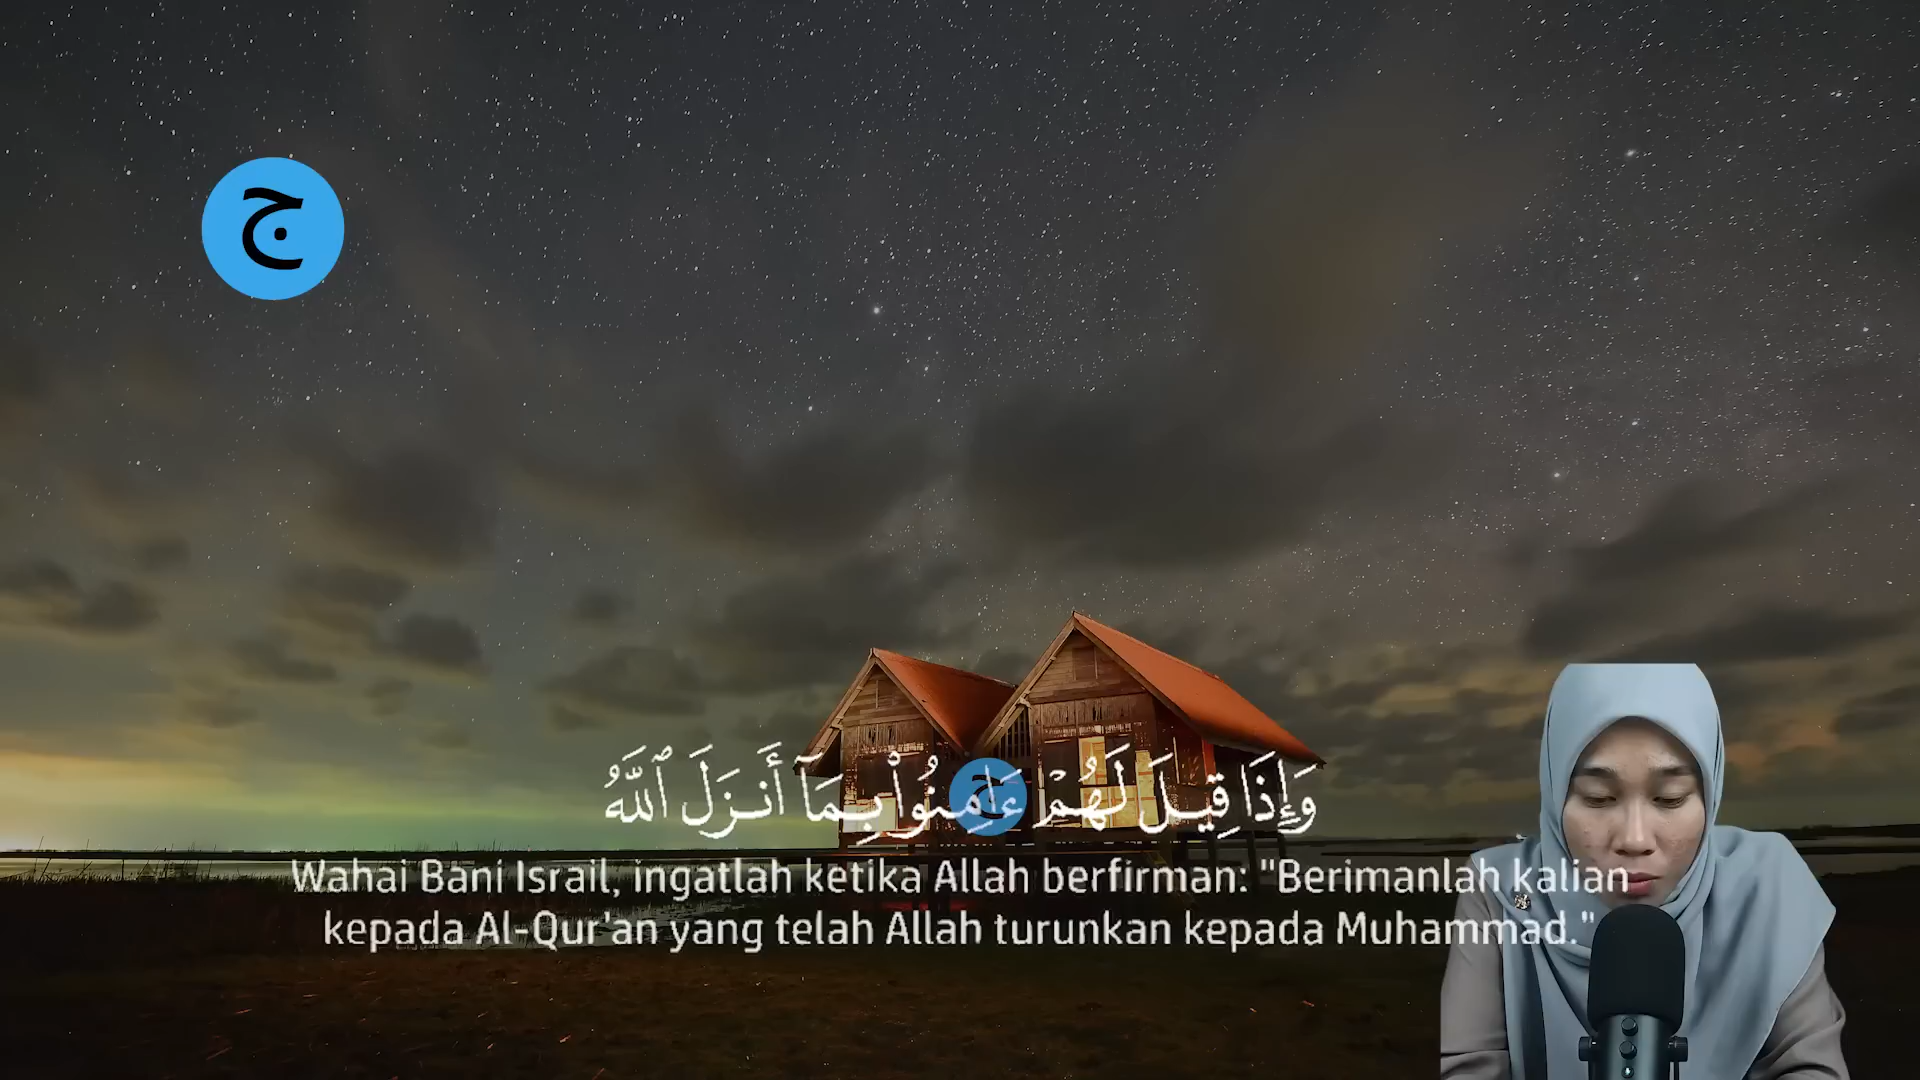 ج
وَإِذَا قِيلَ لَهُمْ ءَامِنُوا۟ بِمَآ أَنزَلَ ٱللَّهُ
ج
Wahai Bani Israil, ingatlah ketika Allah berfirman: "Berimanlah kalian
kepada Al-Qur'an yang telah Allah turunkan kepada Muhammad."